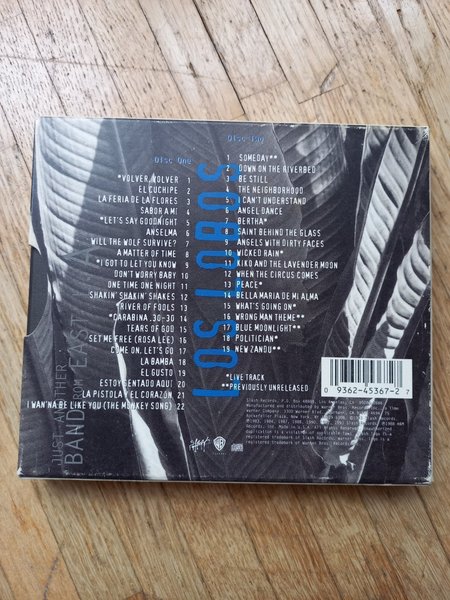 Disc One
*VOLVER, VOLVER 1
EL CUCHIPE 2
LA FERIA DE LA FLORES 3
SABOR A MI 4
*LET'S SAY GOODNIGHT 5
ANSELMA 6
WILL THE WOLF SURVIVE? 7
A MATTER OF TIME 8
*I GOT TO LET YOU KNOW 9
DON'T WORRY BABY 10
ONE TIME ONE NIGHT 11
SHAKIN' SHAKIN' SHAKES 12
*RIVER OF FOOLS 13
*CARABINA .30-30 14
TEARS OF GOD 15
SET ME FREE (ROSA LEE) 16
COME ON, LET'S GO 17
LA BAMBA 18
EL GUSTO 19
ESTOY SENTADO AQUI 20
LA PISTOLA Y EL CORAZON 21
I WAN'NA BE LIKE YOU (THE MONKEY SONG) 22
Disc Two
1 SOMEDAY**
2 DOWN ON THE RIVERBED
3 BE STILL
4 THE NEIGHBORHOOD
5 I CAN'T UNDERSTAND
6 ANGEL DANCE
7 BERTHA*
8 SAINT BEHIND THE GLASS
9 ANGELS WITH DIRTY FACES
10 WICKED RAIN*
11 KIKO AND THE LAVENDER MOON
12 WHEN THE CIRCUS COMES
13 PEACE*
14 BELLA MARIA DE MI ALMA
15 WHAT'S GOING ON*
16 WRONG MAN THEME**
17 BLUE MOONLIGHT**
18 POLITICIAN*
19 NEW ZANDU**
*LIVE TRACK
**PREVIOUSLY UNRELEASED
LOS LOBOS
JUST ANOTHER
BAND FROM EAST L.A.
0 9362-45367-2 7
Slash
WB